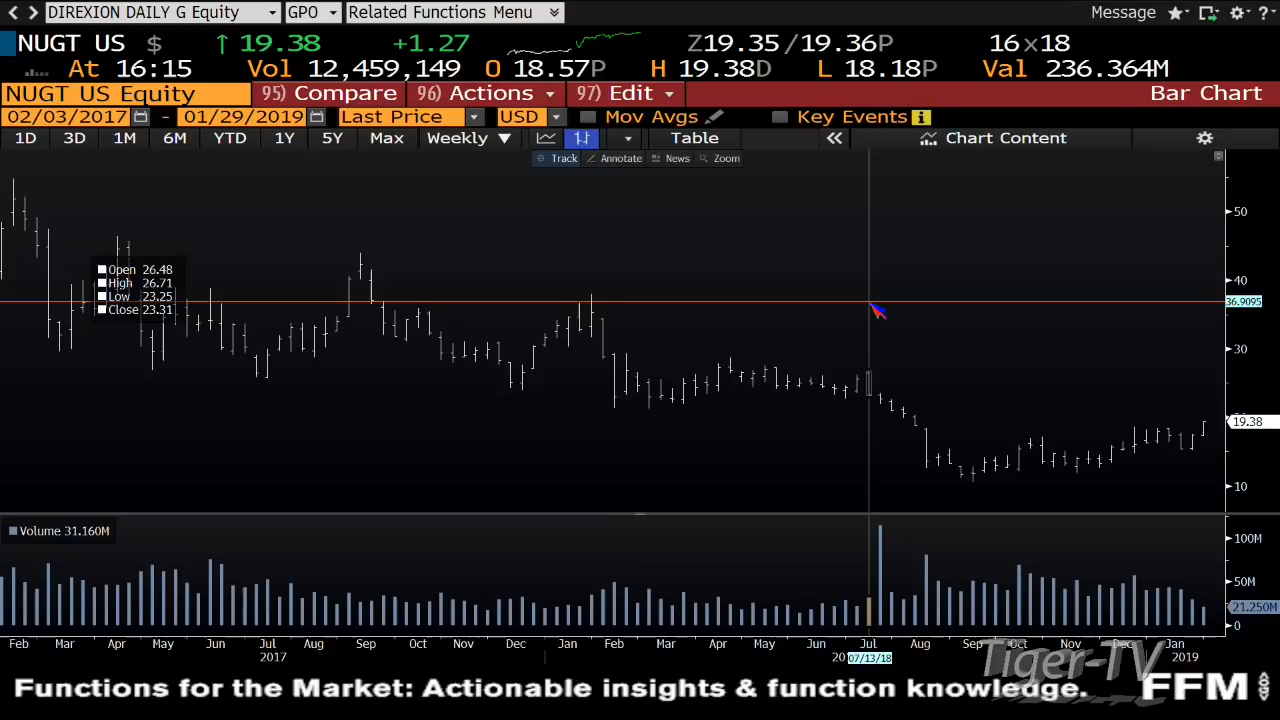 DIREXION DAILY G Equity GPO Related Functions Menu Message
NUGT US $ ↑ 19.38 +1.27 Z19.35 /19.36P 16×18
At 16:15 Vol 12,459,149 O 18.57P H 19.38D L 18.18P Val 236.364M
NUGT US Equity 95) Compare 96) Actions 97) Edit Bar Chart
02/03/2017 - 01/29/2019 Last Price USD Mov Avgs Key Events
1D 3D 1M 6M YTD 1Y 5Y Max Weekly ▼ Table « Chart Content
Track Annotate News Zoom
50
Open 26.48
High 26.71
Low 23.25
Close 23.31
40
36.9095
30
19.38
10
Volume 31.160M
100M
50M
21.250M
0
Feb Mar Apr May Jun Jul Aug Sep Oct Nov Dec Jan Feb Mar Apr May Jun Jul Aug Sep Oct Nov Dec Jan
2017 07/13/18 2019
Tiger-TV
Functions for the Market: Actionable insights & function knowledge. FFM